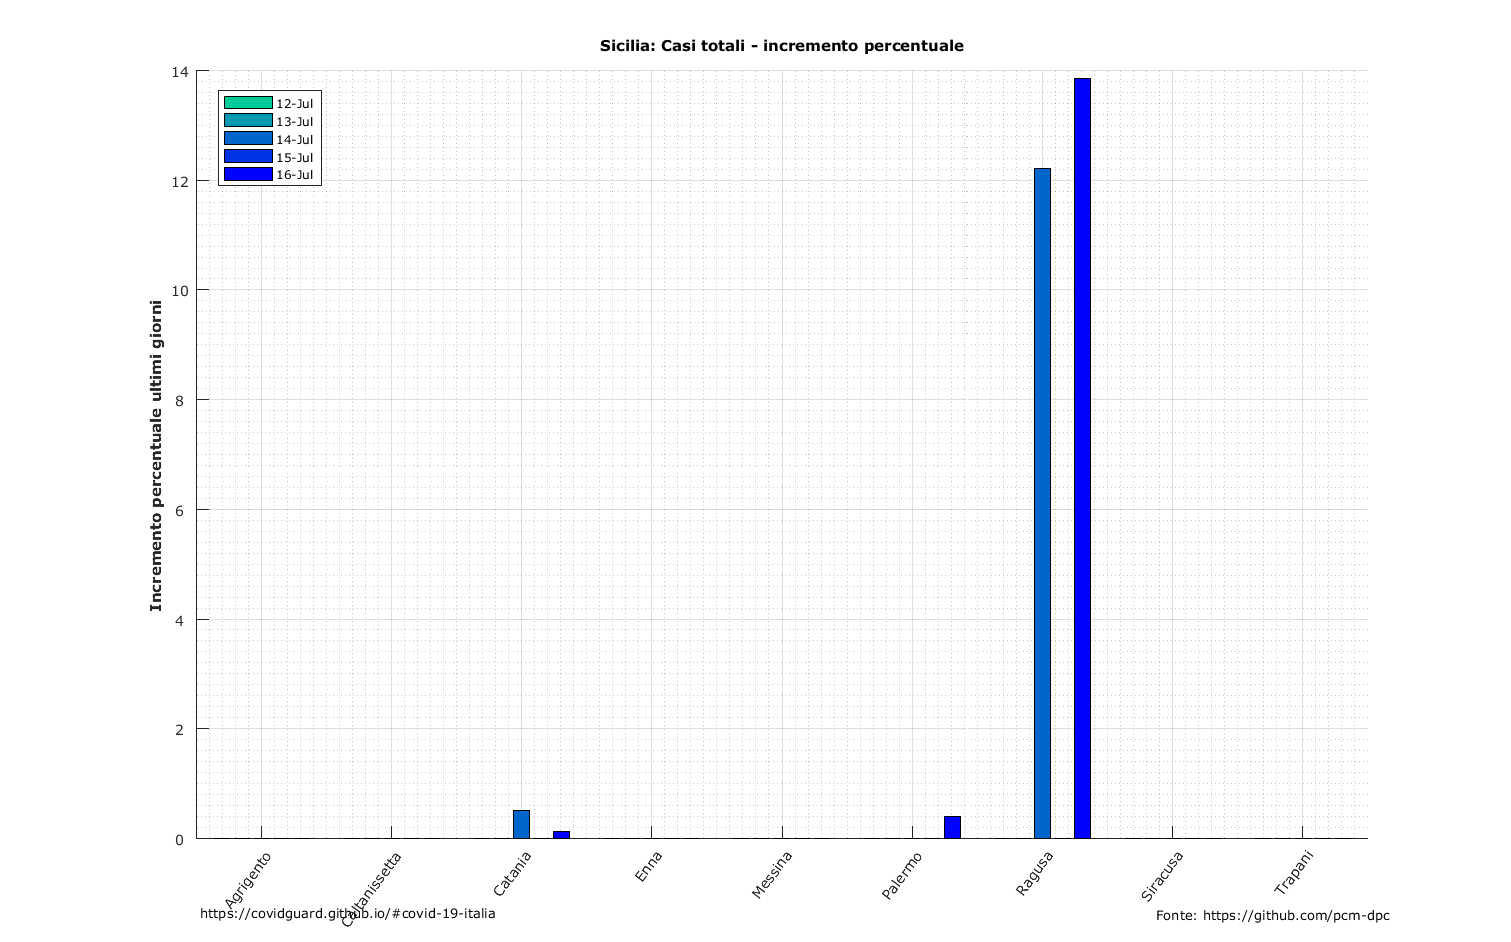 Sicilia: Casi totali - incremento percentuale
14
12
10
8
6
4
2
0
Incremento percentuale ultimi giorni
12-Jul
13-Jul
14-Jul
15-Jul
16-Jul
Agrigento
Caltanissetta
Catania
Enna
Messina
Palermo
Ragusa
Siracusa
Trapani
https://covidguard.github.io/#covid-19-italia
Fonte: https://github.com/pcm-dpc